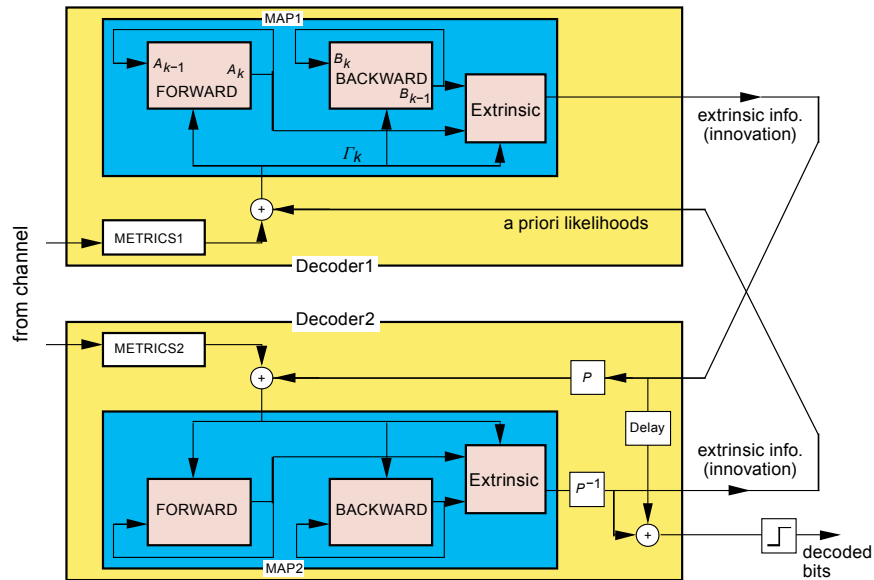 MAP1
A_{k−1}
A_k
FORWARD
B_k
BACKWARD
B_{k−1}
Extrinsic
Γ_k
extrinsic info.
(innovation)
+
a priori likelihoods
METRICS1
Decoder1
from channel
Decoder2
METRICS2
+
P
Delay
Extrinsic
extrinsic info.
(innovation)
P^{−1}
FORWARD
BACKWARD
+
decoded
bits
MAP2